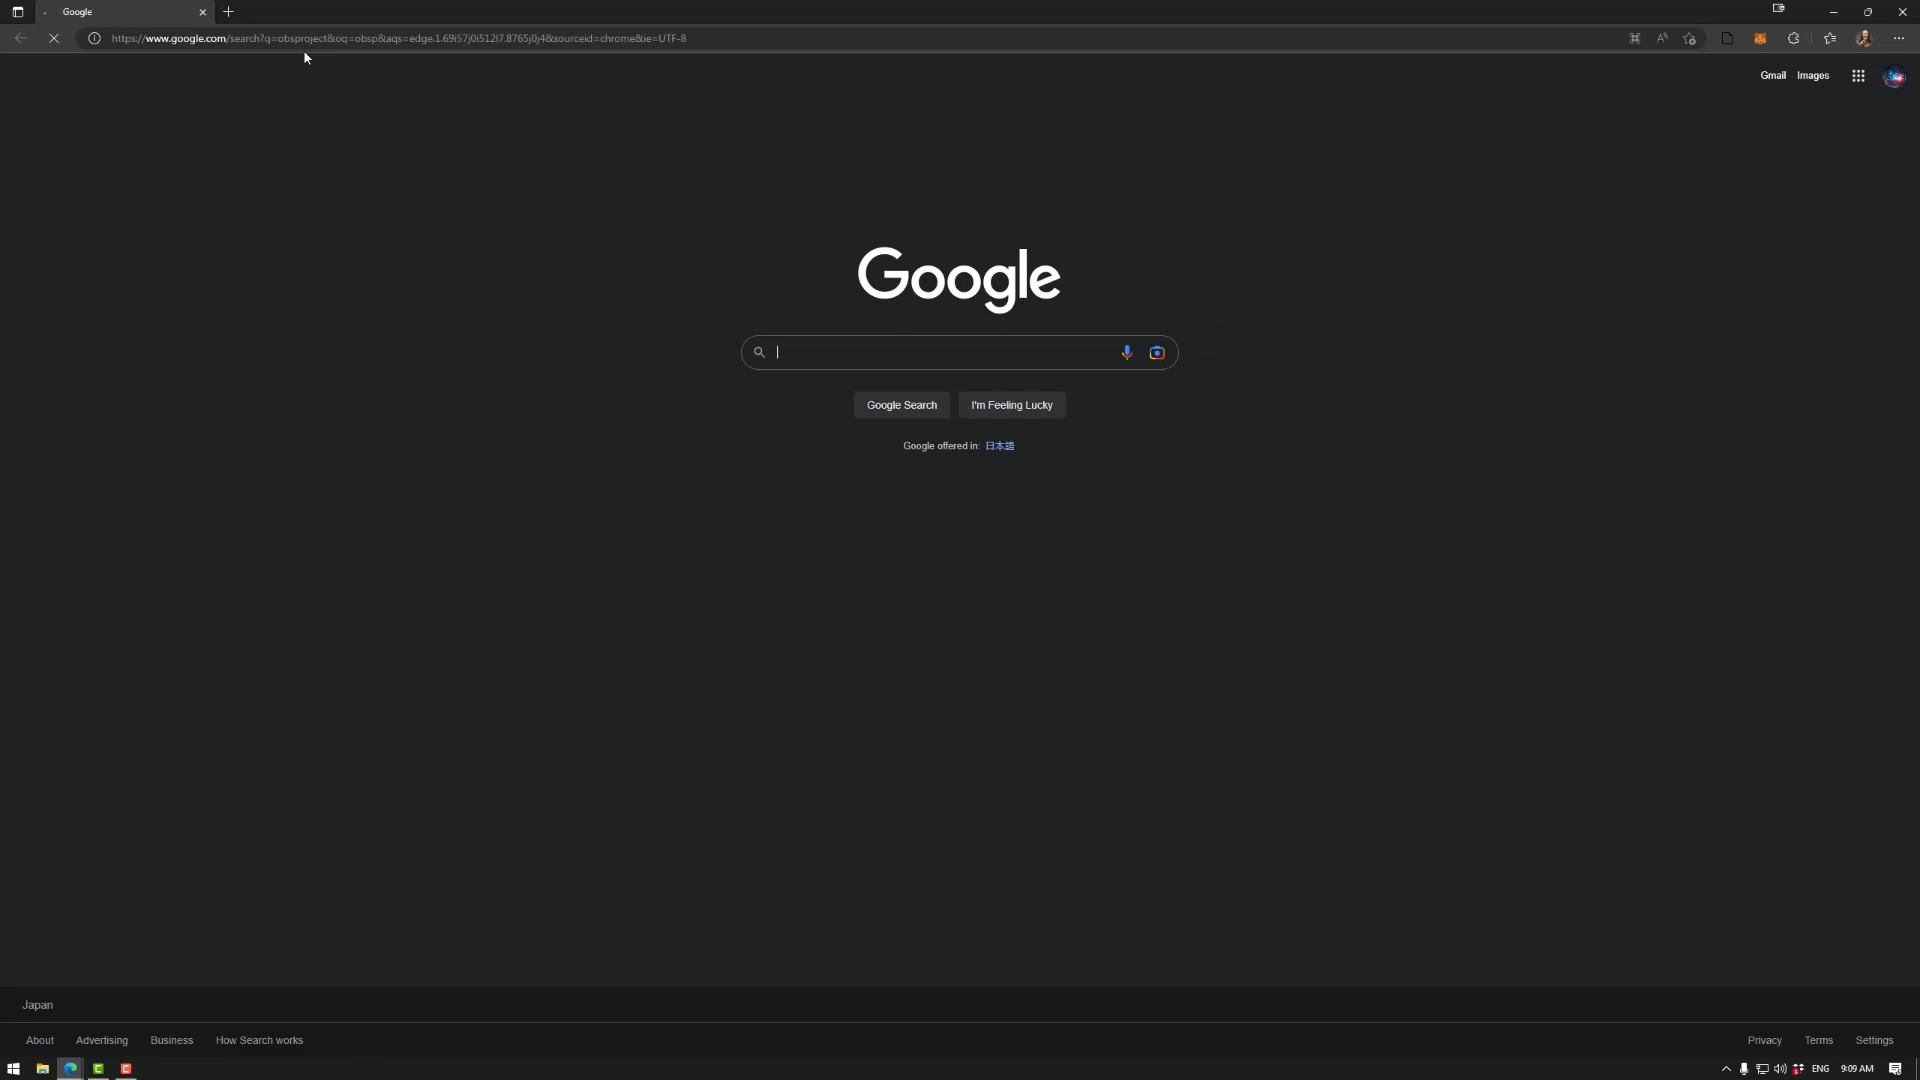 Google
https://www.google.com/search?q=obsproject&oq=obsp&aqs=edge.1.69i57j0i512l7.8765j0j4&sourceid=chrome&ie=UTF-8
Gmail Images
Google
Google Search I'm Feeling Lucky
Google offered in: 日本語
Japan
About Advertising Business How Search works Privacy Terms Settings
ENG 9:09 AM